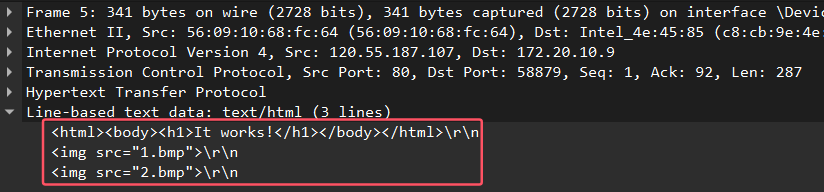 Frame 5: 341 bytes on wire (2728 bits), 341 bytes captured (2728 bits) on interface \Devic
Ethernet II, Src: 56:09:10:68:fc:64 (56:09:10:68:fc:64), Dst: Intel_4e:45:85 (c8:cb:9e:4e:
Internet Protocol Version 4, Src: 120.55.187.107, Dst: 172.20.10.9
Transmission Control Protocol, Src Port: 80, Dst Port: 58879, Seq: 1, Ack: 92, Len: 287
Hypertext Transfer Protocol
Line-based text data: text/html (3 lines)
<html><body><h1>It works!</h1></body></html>\r\n
<img src="1.bmp">\r\n
<img src="2.bmp">\r\n